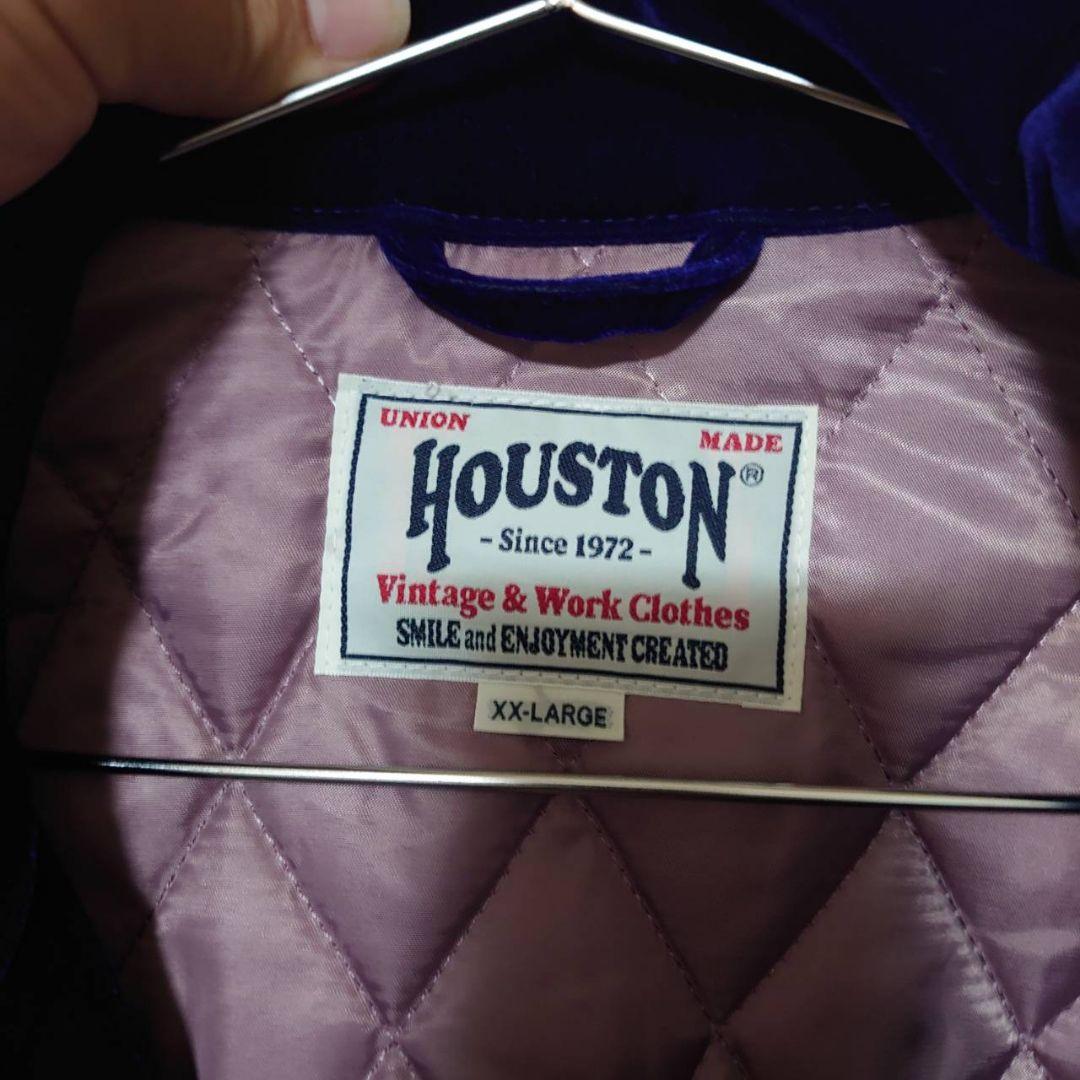 UNION MADE
HOUSTON®
- Since 1972 -
Vintage & Work Clothes
SMILE and ENJOYMENT CREATED
XX-LARGE